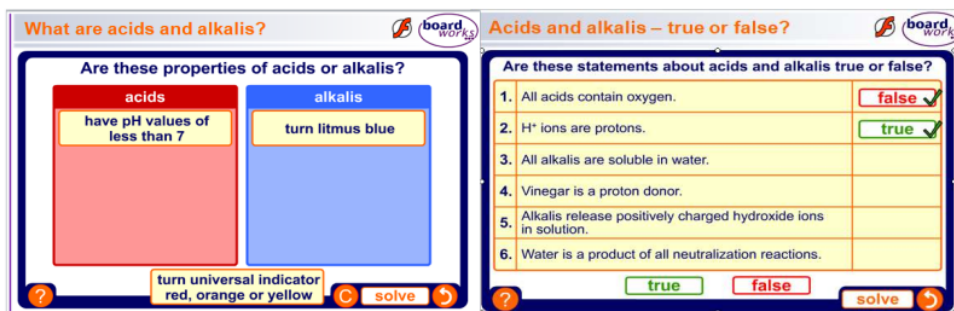 What are acids and alkalis?
board
works
Are these properties of acids or alkalis?
acids
alkalis
have pH values of
less than 7
turn litmus blue
turn universal indicator
red, orange or yellow
?
C
solve
Acids and alkalis – true or false?
board
works
Are these statements about acids and alkalis true or false?
1. All acids contain oxygen. false
2. H⁺ ions are protons. true
3. All alkalis are soluble in water.
4. Vinegar is a proton donor.
5. Alkalis release positively charged hydroxide ions
in solution.
6. Water is a product of all neutralization reactions.
true false
?
solve